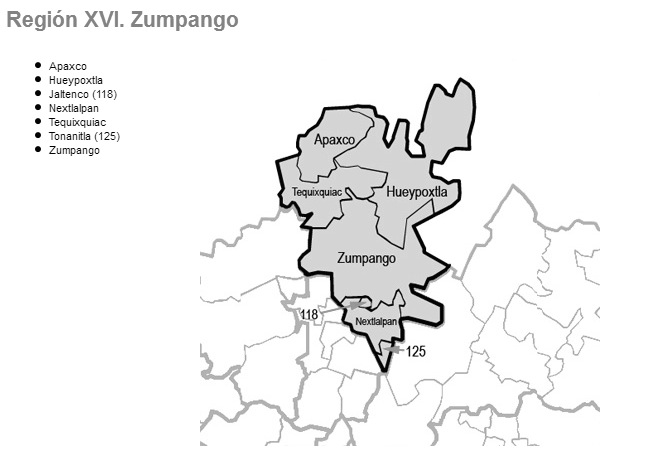 Región XVI. Zumpango
Apaxco
Hueypoxtla
Jaltenco (118)
Nextlalpan
Tequixquiac
Tonanitla (125)
Zumpango
Apaxco
Tequixquiac
Hueypoxtla
Zumpango
118
Nextlalpan
125